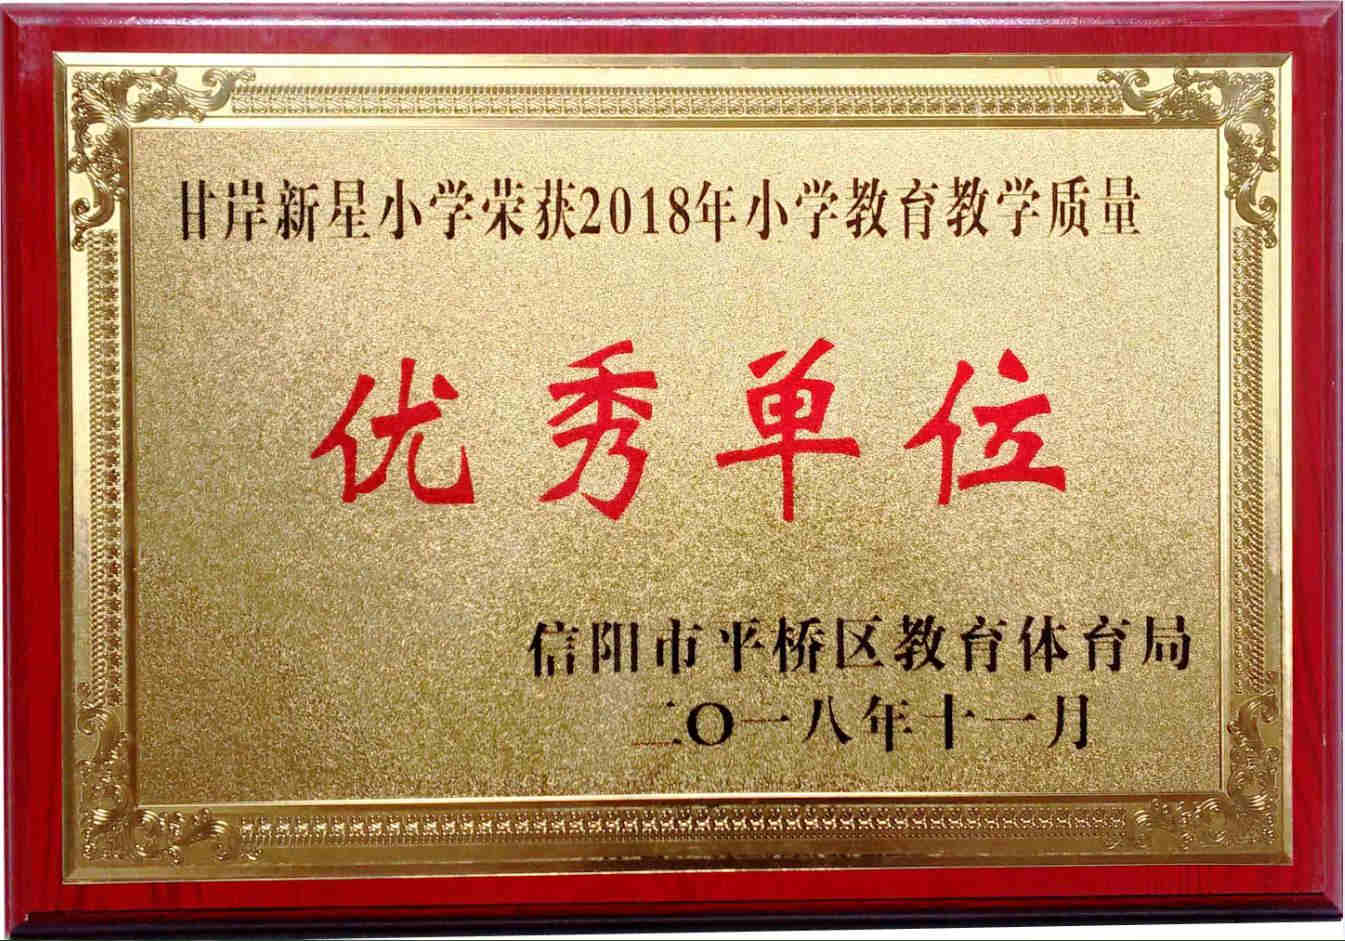 甘岸新星小学荣获2018年小学教育教学质量
优秀单位
信阳市平桥区教育体育局
二〇一八年十一月